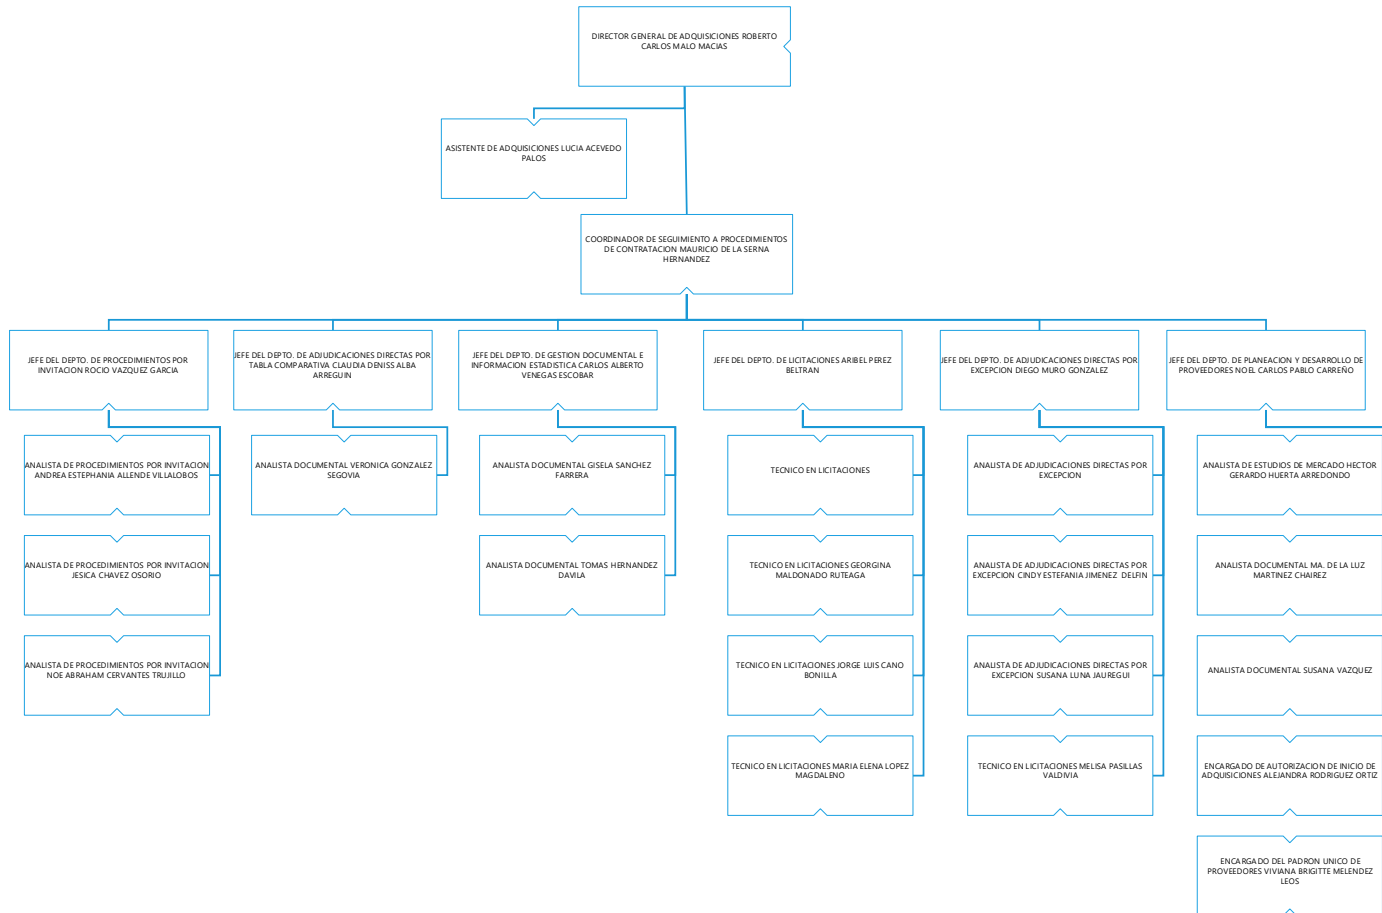 DIRECTOR GENERAL DE ADQUISICIONES ROBERTO
CARLOS MALO MACIAS
ASISTENTE DE ADQUISICIONES LUCIA ACEVEDO
PALOS
COORDINADOR DE SEGUIMIENTO A PROCEDIMIENTOS
DE CONTRATACION MAURICIO DE LA SERNA
HERNANDEZ
JEFE DEL DEPTO. DE PROCEDIMIENTOS POR
INVITACION ROCIO VAZQUEZ GARCIA
JEFE DEL DEPTO. DE ADJUDICACIONES DIRECTAS POR
TABLA COMPARATIVA CLAUDIA DENISS ALBA
ARREGUIN
JEFE DEL DEPTO. DE GESTION DOCUMENTAL E
INFORMACION ESTADISTICA CARLOS ALBERTO
VENEGAS ESCOBAR
JEFE DEL DEPTO. DE LICITACIONES ARIBEL PEREZ
BELTRAN
JEFE DEL DEPTO. DE ADJUDICACIONES DIRECTAS POR
EXCEPCION DIEGO MURO GONZALEZ
JEFE DEL DEPTO. DE PLANEACION Y DESARROLLO DE
PROVEEDORES NOEL CARLOS PABLO CARREÑO
ANALISTA DE PROCEDIMIENTOS POR INVITACION
ANDREA ESTEPHANIA ALLENDE VILLALOBOS
ANALISTA DOCUMENTAL VERONICA GONZALEZ
SEGOVIA
ANALISTA DOCUMENTAL GISELA SANCHEZ
FARRERA
TECNICO EN LICITACIONES
ANALISTA DE ADJUDICACIONES DIRECTAS POR
EXCEPCION
ANALISTA DE ESTUDIOS DE MERCADO HECTOR
GERARDO HUERTA ARREDONDO
ANALISTA DE PROCEDIMIENTOS POR INVITACION
JESICA CHAVEZ OSORIO
ANALISTA DOCUMENTAL TOMAS HERNANDEZ
DAVILA
TECNICO EN LICITACIONES GEORGINA
MALDONADO RUTEAGA
ANALISTA DE ADJUDICACIONES DIRECTAS POR
EXCEPCION CINDY ESTEFANIA JIMENEZ DELFIN
ANALISTA DOCUMENTAL MA. DE LA LUZ
MARTINEZ CHAIREZ
ANALISTA DE PROCEDIMIENTOS POR INVITACION
NOE ABRAHAM CERVANTES TRUJILLO
TECNICO EN LICITACIONES JORGE LUIS CANO
BONILLA
ANALISTA DE ADJUDICACIONES DIRECTAS POR
EXCEPCION SUSANA LUNA JAUREGUI
ANALISTA DOCUMENTAL SUSANA VAZQUEZ
TECNICO EN LICITACIONES MARIA ELENA LOPEZ
MAGDALENO
TECNICO EN LICITACIONES MELISA PASILLAS
VALDIVIA
ENCARGADO DE AUTORIZACION DE INICIO DE
ADQUISICIONES ALEJANDRA RODRIGUEZ ORTIZ
ENCARGADO DEL PADRON UNICO DE
PROVEEDORES VIVIANA BRIGITTE MELENDEZ
LEOS